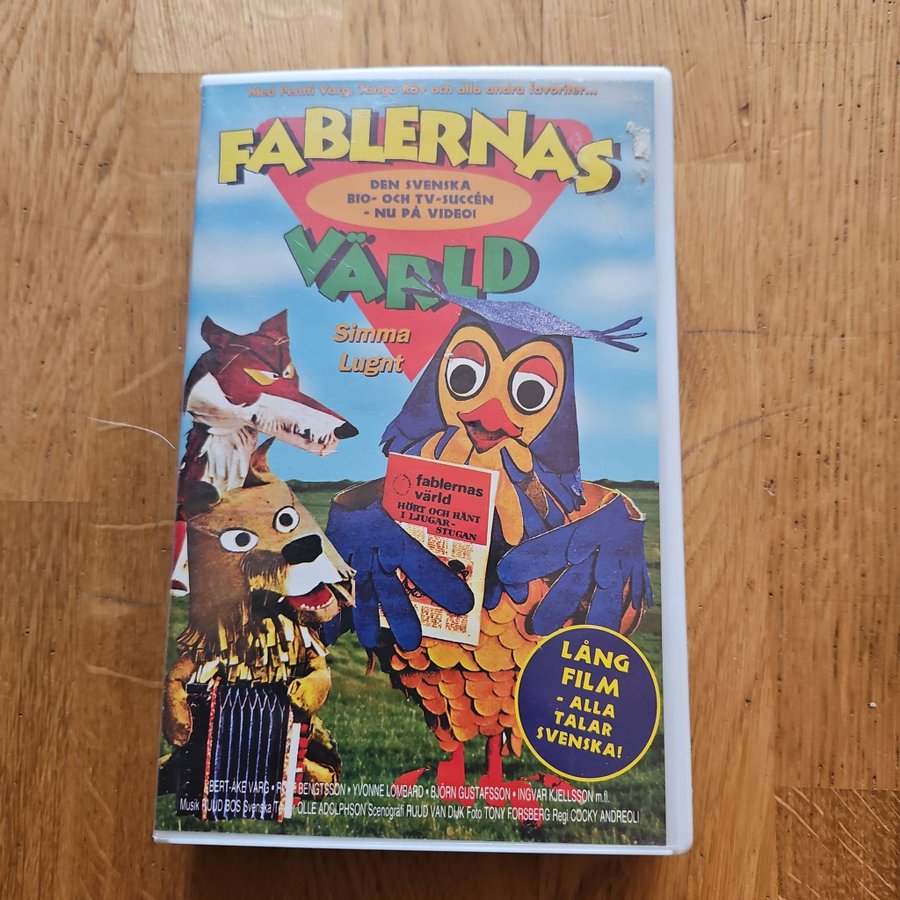 Med Pentti Varg, Tango Räv och alla andra favoriter...
FABLERNAS
DEN SVENSKA
BIO- OCH TV-SUCCÉN
- NU PÅ VIDEO!
VÄRLD
Simma
Lugnt
fablernas
värld
HÖRT OCH HÄNT
I LJUGAR-
STUGAN
LÅNG
FILM
- ALLA
TALAR
SVENSKA!
BERT-ÅKE VARG • BENGTSSON • YVONNE LOMBARD • BJÖRN GUSTAFSSON • INGVAR KJELLSSON m.fl.
Musik RUUD BOS Svenska OLLE ADOLPHSON Scenografi RUUD VAN DIJK Foto TONY FORSBERG Regi COCKY ANDREOLI